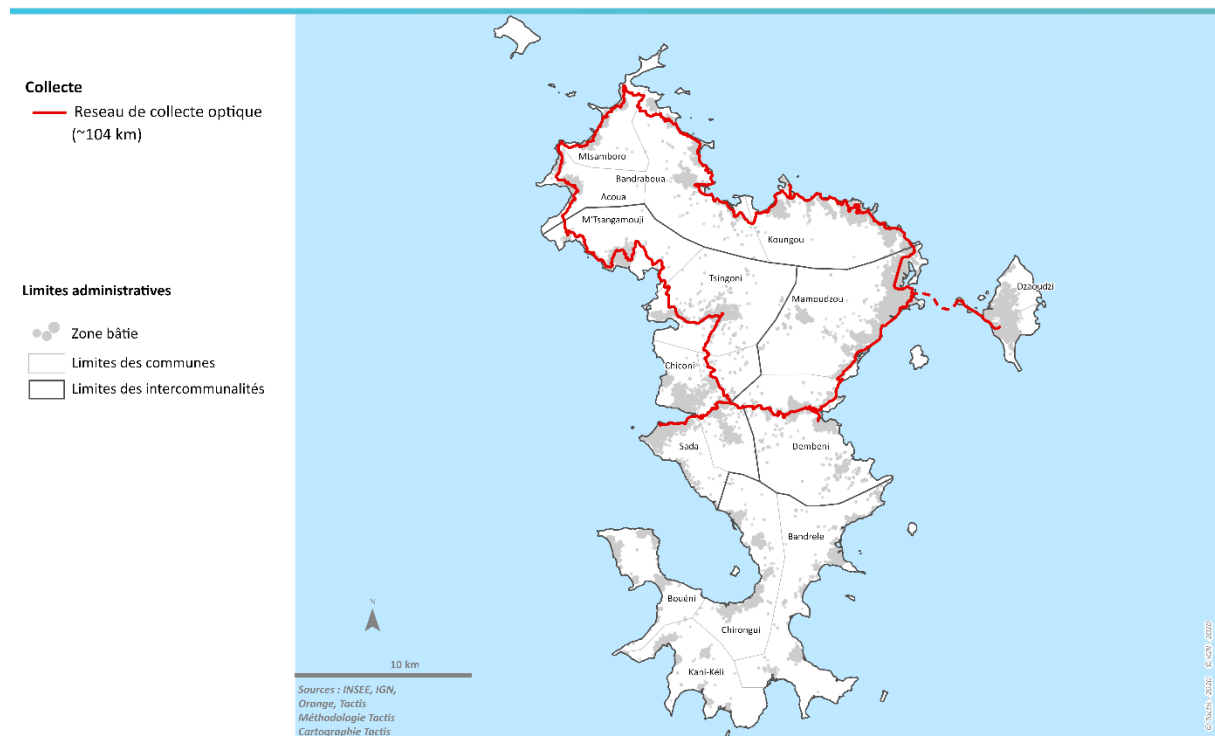 Collecte
Reseau de collecte optique
(~104 km)
Limites administratives
Zone bâtie
Limites des communes
Limites des intercommunalités
Mtsamboro
Bandraboua
Acoua
M'Tsangamouji
Koungou
Tsingoni
Mamoudzou
Dzaoudzi
Chiconi
Sada
Dembeni
Bandrele
Bouéni
Chirongui
Kani-Kéli
N
10 km
Sources : INSEE, IGN,
Orange, Tactis
Méthodologie Tactis
Cartographie Tactis
© Tactis - 2020 © IGN - 2020